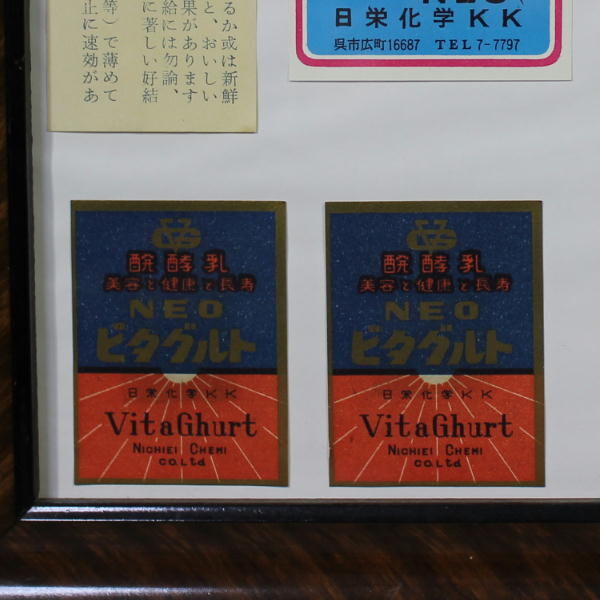 るか或は新鮮
と、おいしい
果があります
給には勿論、
に著しい好結
等）で薄めて
止に速効があ
日栄化学KK
呉市広町16687 TEL7-7797
醗酵乳
美容と健康と長寿
NEO
ビタグルト
日栄化学KK
VitaGhurt
NICHIEI CHEMI
CO.Ltd
醗酵乳
美容と健康と長寿
NEO
ビタグルト
日栄化学KK
VitaGhurt
NICHIEI CHEMI
CO.Ltd